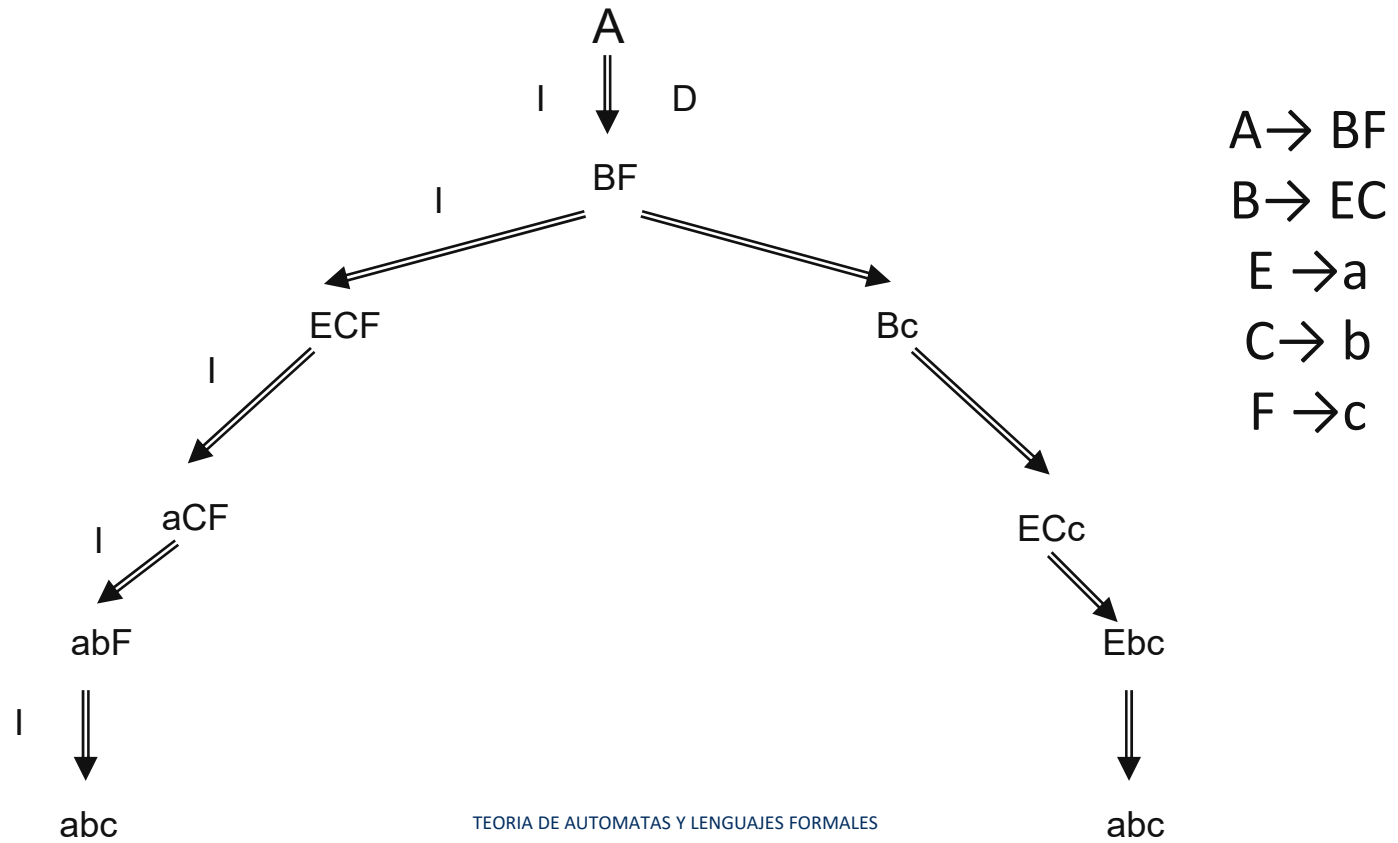 A
I D
BF
I
ECF
Bc
I
aCF
ECc
I
abF
Ebc
I
abc
abc
A→ BF
B→ EC
E →a
C→ b
F →c
TEORIA DE AUTOMATAS Y LENGUAJES FORMALES